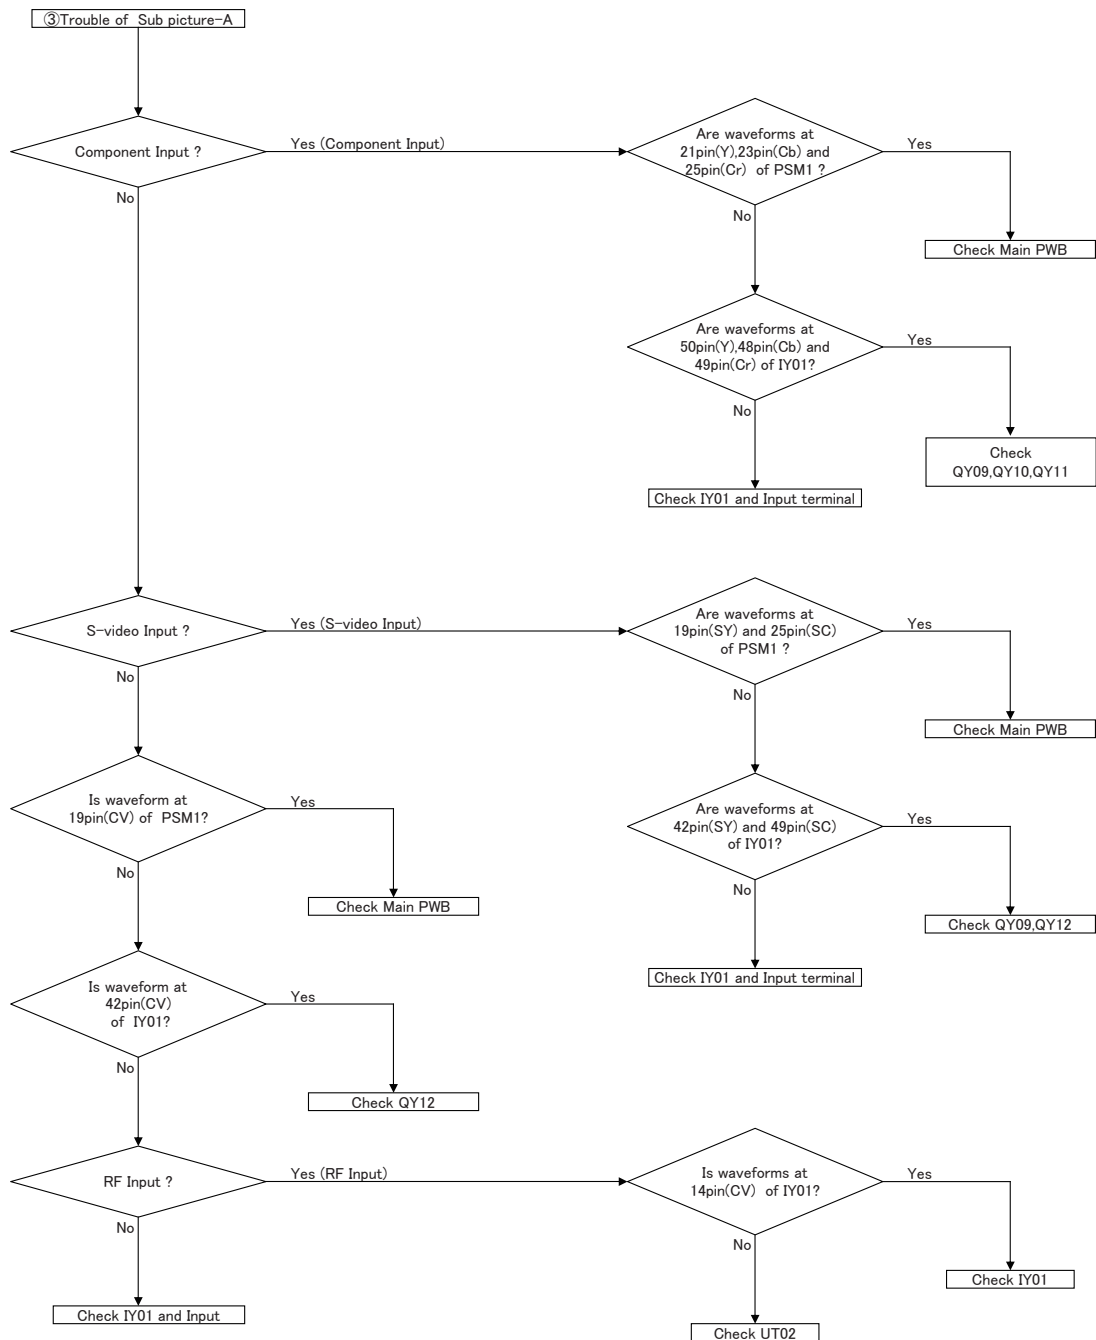 ③Trouble of Sub picture-A
Component Input ?
Yes (Component Input)
No
Are waveforms at
21pin(Y),23pin(Cb) and
25pin(Cr) of PSM1 ?
Yes
No
Check Main PWB
Are waveforms at
50pin(Y),48pin(Cb) and
49pin(Cr) of IY01?
Yes
No
Check
QY09,QY10,QY11
Check IY01 and Input terminal
S-video Input ?
Yes (S-video Input)
No
Are waveforms at
19pin(SY) and 25pin(SC)
of PSM1 ?
Yes
No
Check Main PWB
Is waveform at
19pin(CV) of PSM1?
Yes
No
Check Main PWB
Are waveforms at
42pin(SY) and 49pin(SC)
of IY01?
Yes
No
Check QY09,QY12
Check IY01 and Input terminal
Is waveform at
42pin(CV)
of IY01?
Yes
No
Check QY12
RF Input ?
Yes (RF Input)
No
Is waveforms at
14pin(CV) of IY01?
Yes
No
Check IY01
Check IY01 and Input
Check UT02